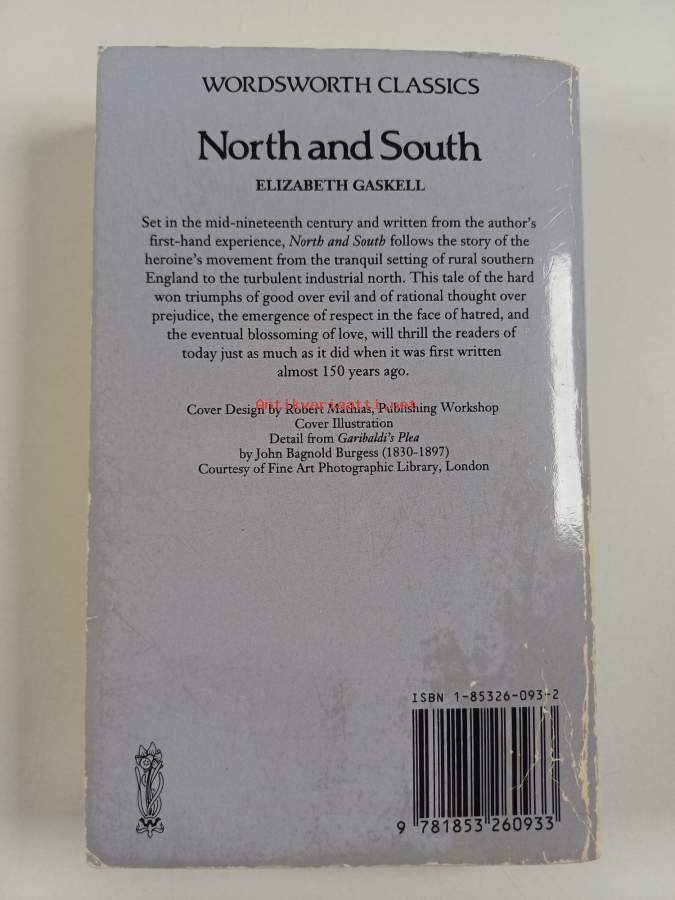 WORDSWORTH CLASSICS
North and South
ELIZABETH GASKELL
Set in the mid-nineteenth century and written from the author's
first-hand experience, North and South follows the story of the
heroine's movement from the tranquil setting of rural southern
England to the turbulent industrial north. This tale of the hard
won triumphs of good over evil and of rational thought over
prejudice, the emergence of respect in the face of hatred, and
the eventual blossoming of love, will thrill the readers of
today just as much as it did when it was first written
almost 150 years ago.
Antikvariaatti.net
Cover Design by Robert Mathias, Publishing Workshop
Cover Illustration
Detail from Garibaldi's Plea
by John Bagnold Burgess (1830-1897)
Courtesy of Fine Art Photographic Library, London
ISBN 1-85326-093-2
9 781853 260933
W